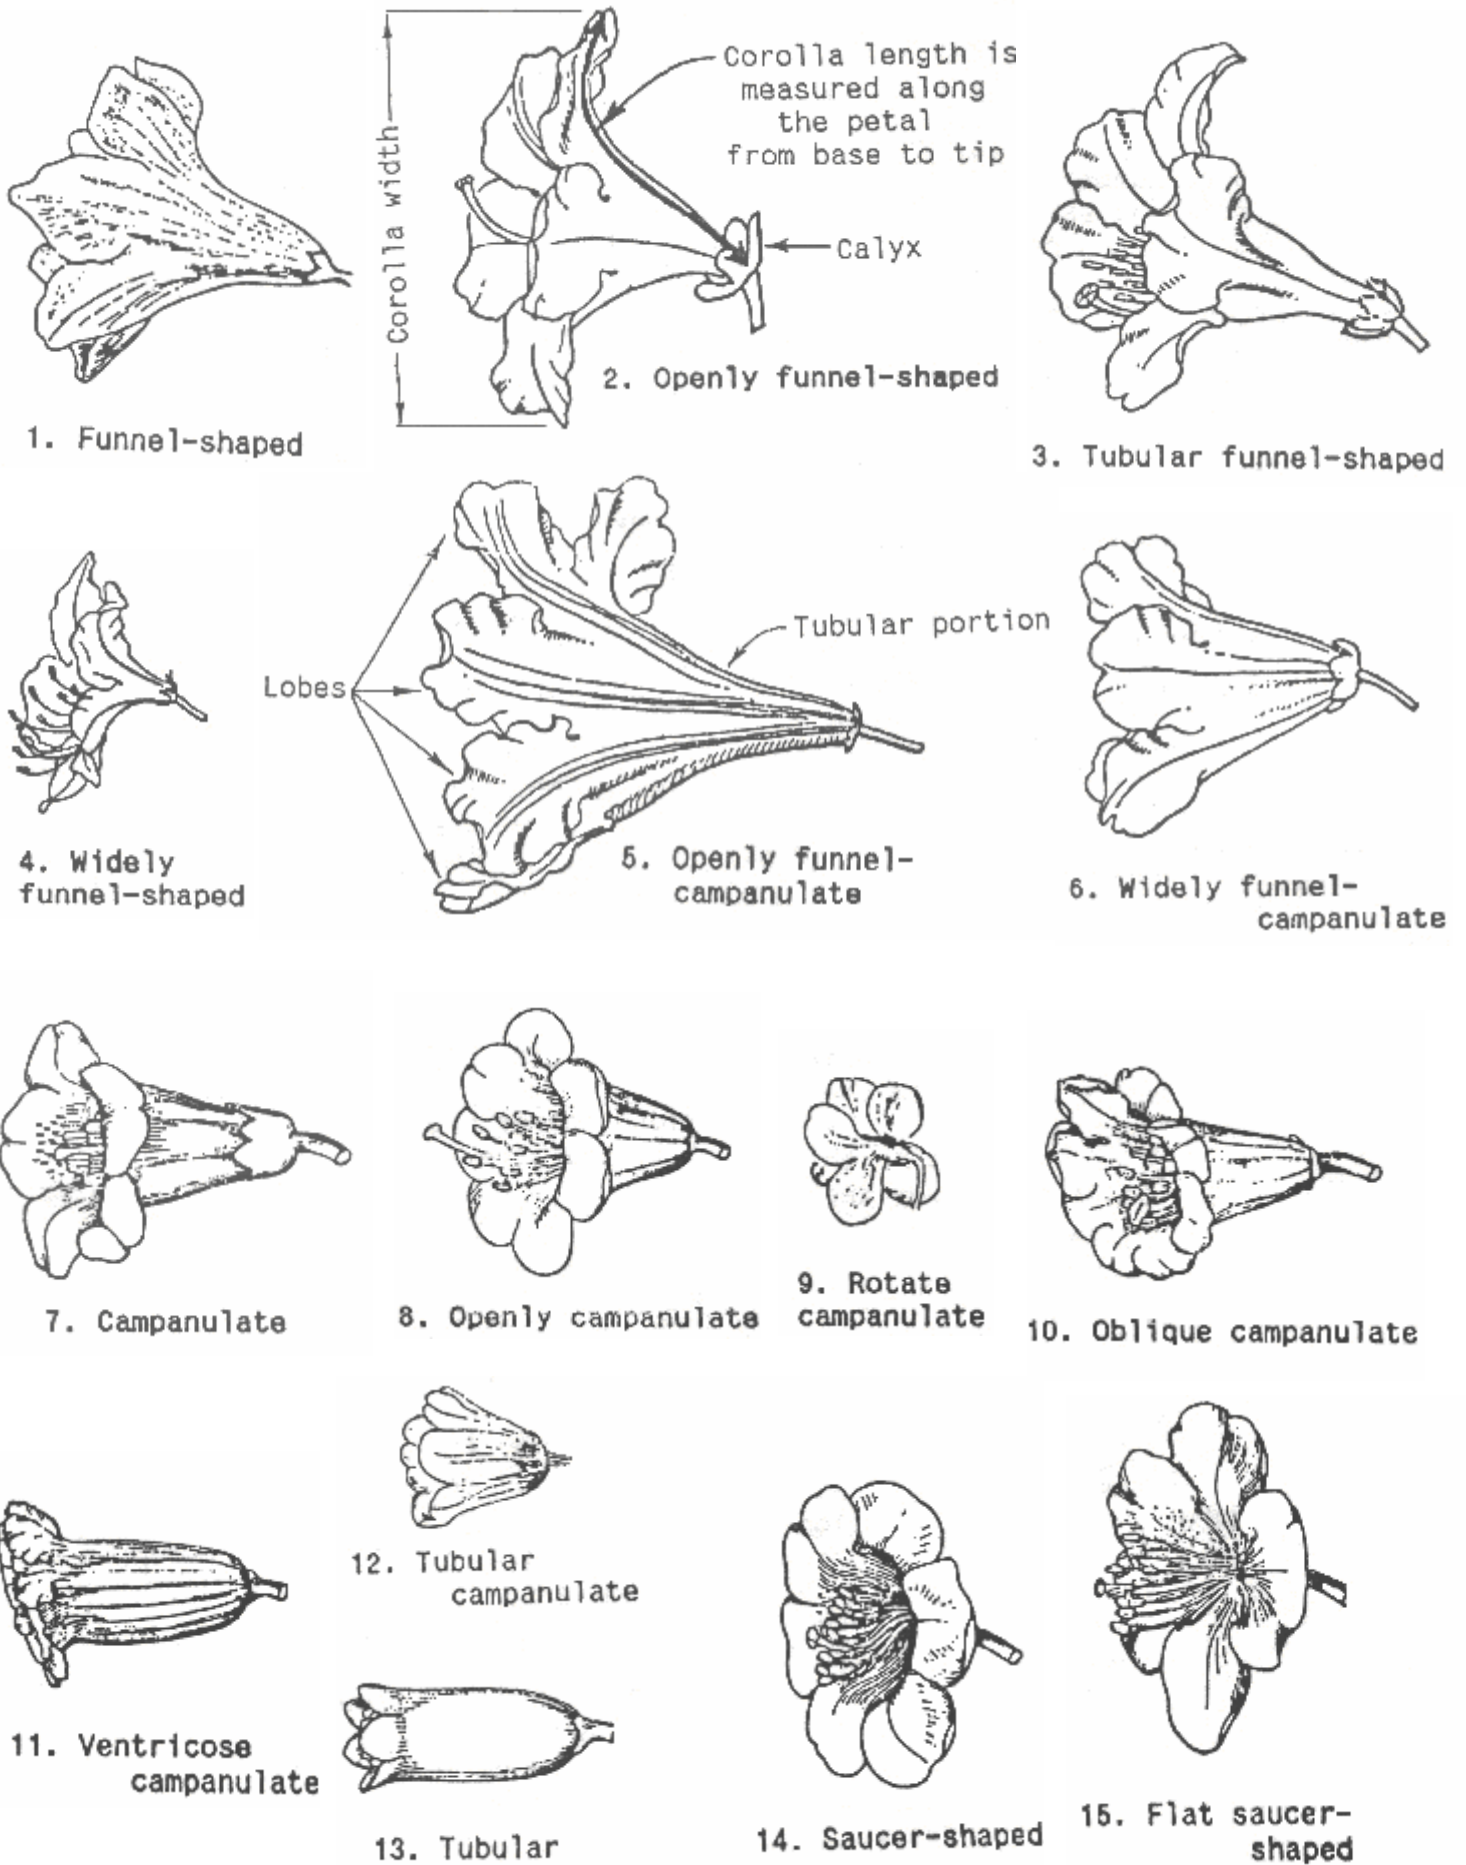 Corolla width
Corolla length is
measured along
the petal
from base to tip
Calyx
1. Funnel-shaped
2. Openly funnel-shaped
3. Tubular funnel-shaped
Lobes
Tubular portion
4. Widely
funnel-shaped
5. Openly funnel-
campanulate
6. Widely funnel-
campanulate
7. Campanulate
8. Openly campanulate
9. Rotate
campanulate
10. Oblique campanulate
11. Ventricose
campanulate
12. Tubular
campanulate
13. Tubular
14. Saucer-shaped
15. Flat saucer-
shaped